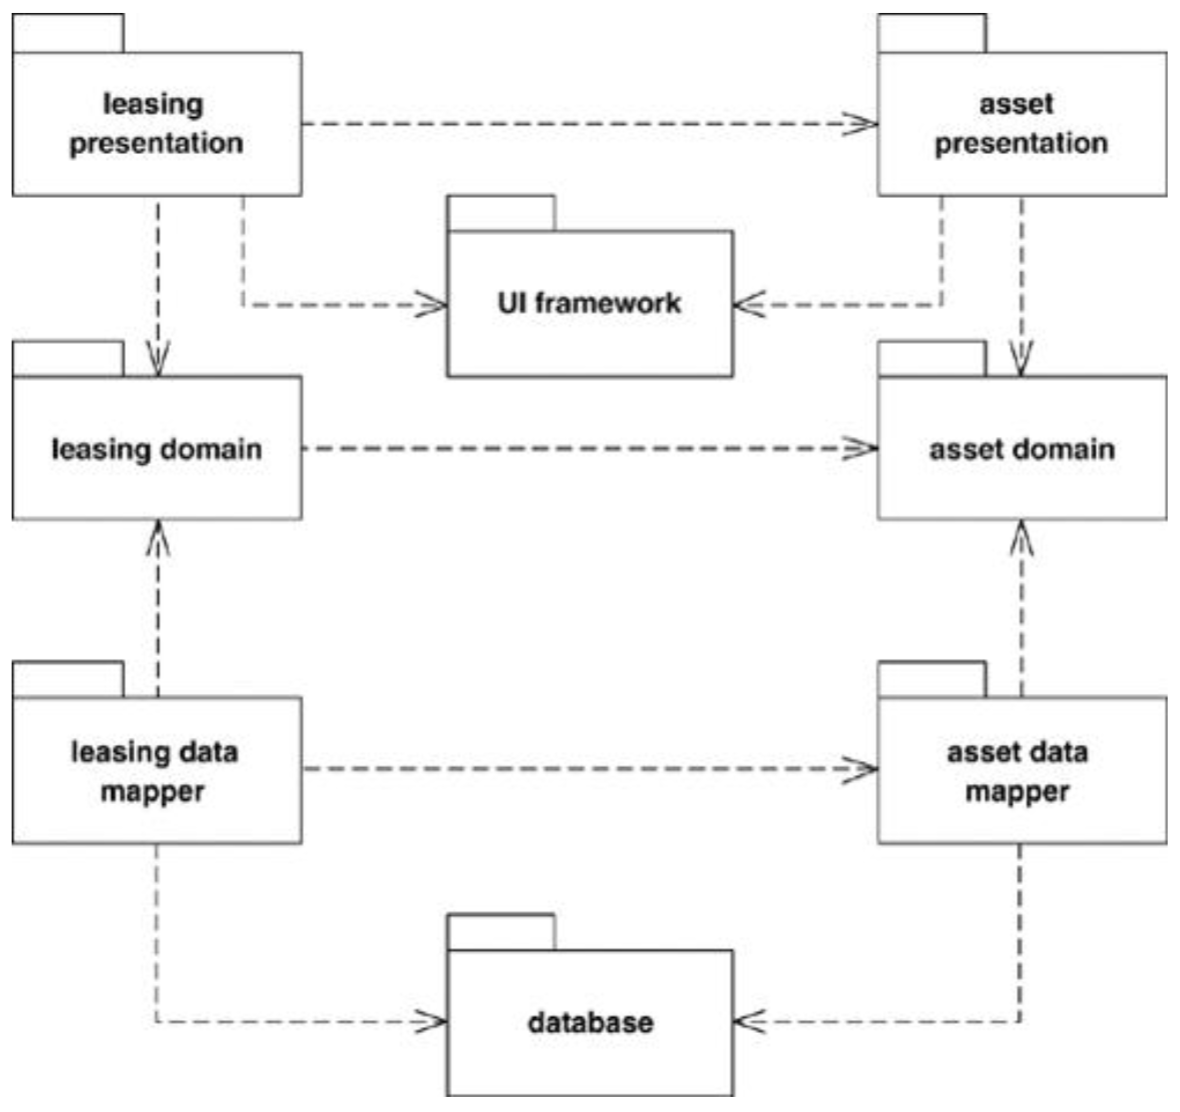 leasing
presentation
asset
presentation
UI framework
leasing domain
asset domain
leasing data
mapper
asset data
mapper
database